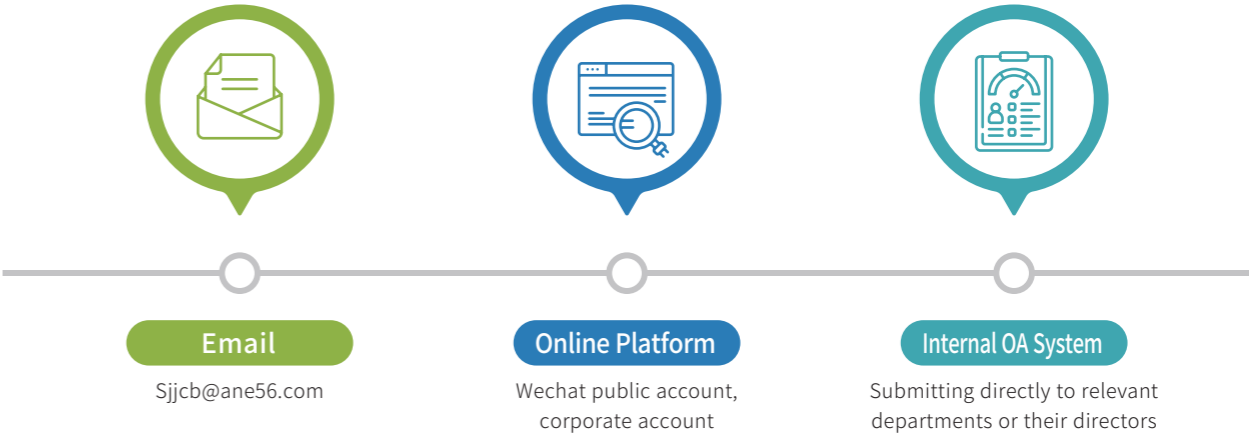 Email
Sjjcb@ane56.com
Online Platform
Wechat public account,
corporate account
Internal OA System
Submitting directly to relevant
departments or their directors